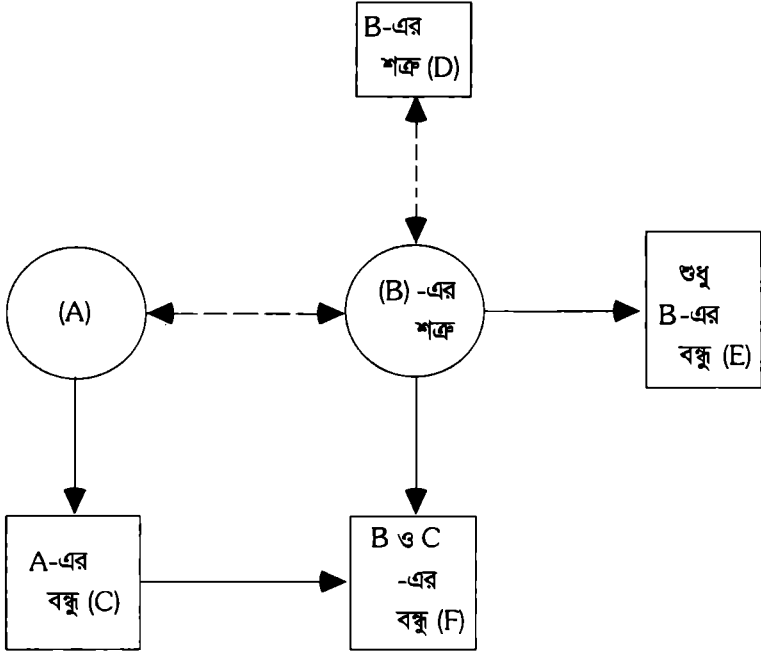 B-এর
শত্রু (D)
(A)
(B) -এর
শত্রু
শুধু
B-এর
বন্ধু (E)
A-এর
বন্ধু (C)
B ও C
-এর
বন্ধু (F)